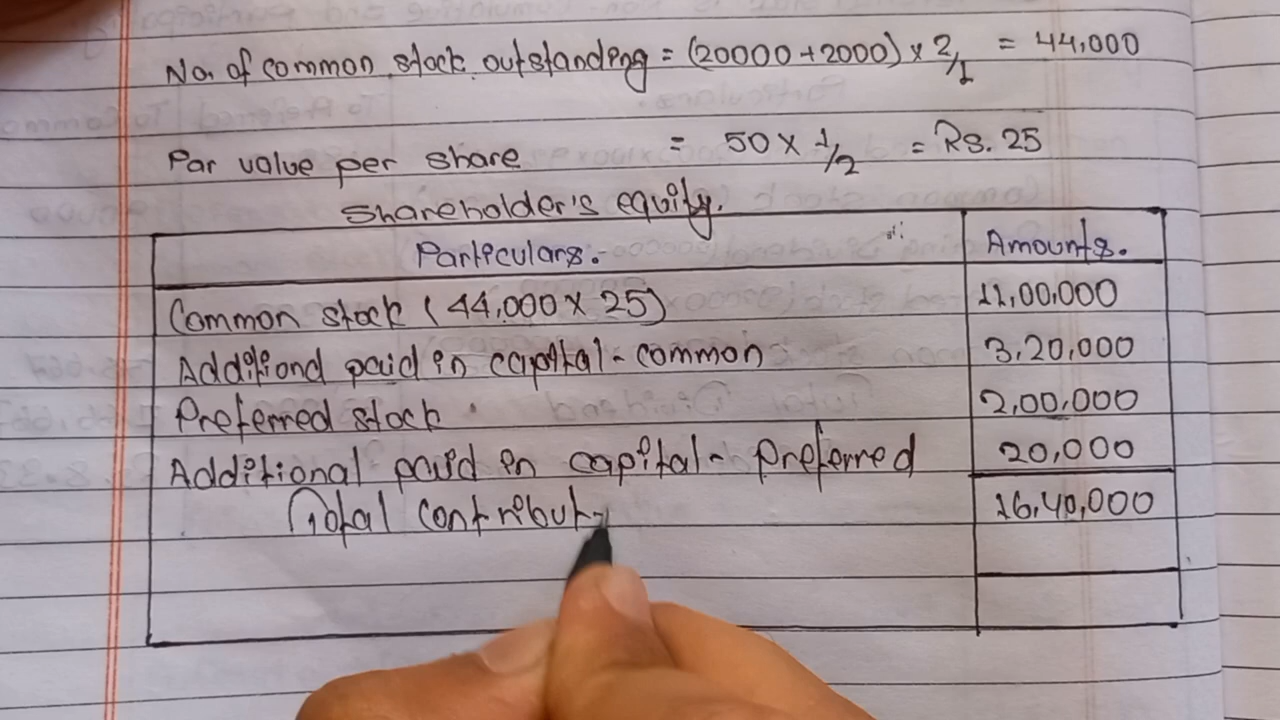 No. of common stock outstanding = (20000+2000) × 2/1 = 44,000
Par value per share = 50 × 1/2 = Rs. 25
Shareholder's equity.
Particulars. Amounts.
Common stock (44,000 × 25) 11,00,000
Additiond paid in capital - common 3,20,000
Preferred stock 2,00,000
Additional paid in capital - Preferred 20,000
Total contribut 16,40,000